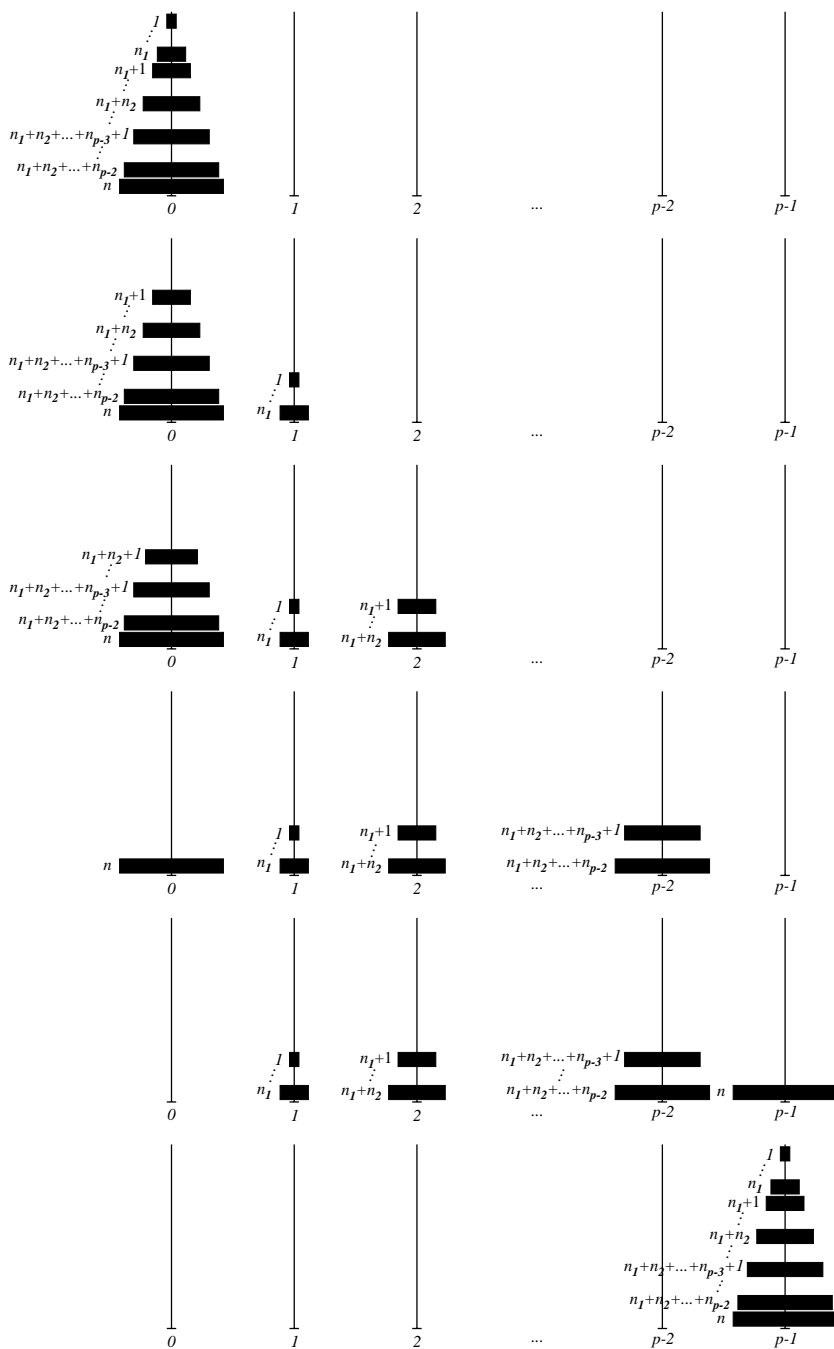 1
n₁
n₁+1
n₁+n₂
n₁+n₂+...+nₚ₋₃+1
n₁+n₂+...+nₚ₋₂
n
0 1 2 ... p-2 p-1
n₁+1
n₁+n₂
n₁+n₂+...+nₚ₋₃+1
1
n₁+n₂+...+nₚ₋₂
n n₁
0 1 2 ... p-2 p-1
n₁+n₂+1
n₁+n₂+...+nₚ₋₃+1
1 n₁+1
n₁+n₂+...+nₚ₋₂
n n₁ n₁+n₂
0 1 2 ... p-2 p-1
1 n₁+1 n₁+n₂+...+nₚ₋₃+1
n n₁ n₁+n₂ n₁+n₂+...+nₚ₋₂
0 1 2 ... p-2 p-1
1 n₁+1 n₁+n₂+...+nₚ₋₃+1
n₁ n₁+n₂ n₁+n₂+...+nₚ₋₂ n
0 1 2 ... p-2 p-1
1
n₁
n₁+1
n₁+n₂
n₁+n₂+...+nₚ₋₃+1
n₁+n₂+...+nₚ₋₂
n
0 1 2 ... p-2 p-1